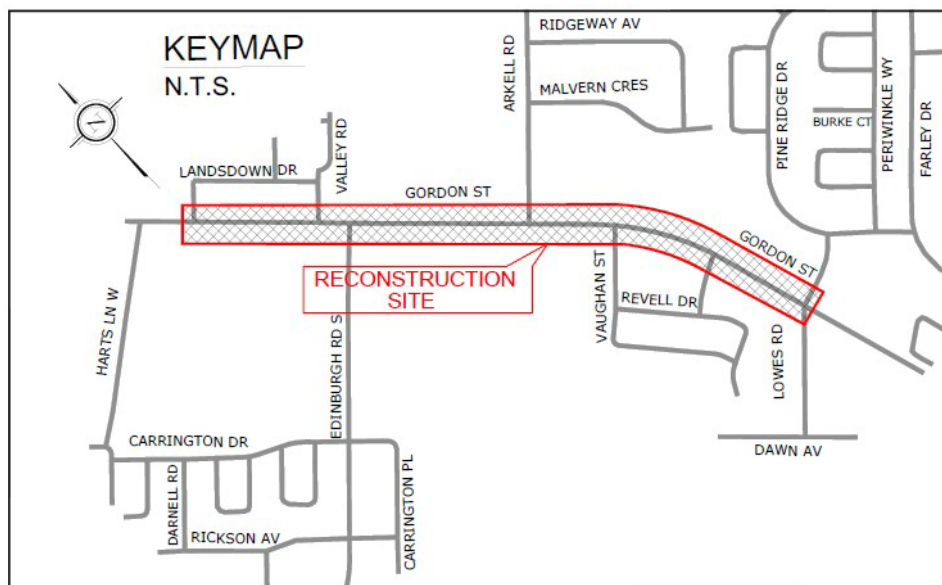 KEYMAP
N.T.S.
RIDGEWAY AV
ARKELL RD
MALVERN CRES
PINE RIDGE DR
BURKE CT
PERIWINKLE WY
FARLEY DR
N
VALLEY RD
LANDSDOWN DR
GORDON ST
GORDON ST
RECONSTRUCTION
SITE
HARTS LN W
EDINBURGH RD S
VAUGHAN ST
REVELL DR
LOWES RD
DAWN AV
CARRINGTON DR
DARNELL RD
RICKSON AV
CARRINGTON PL